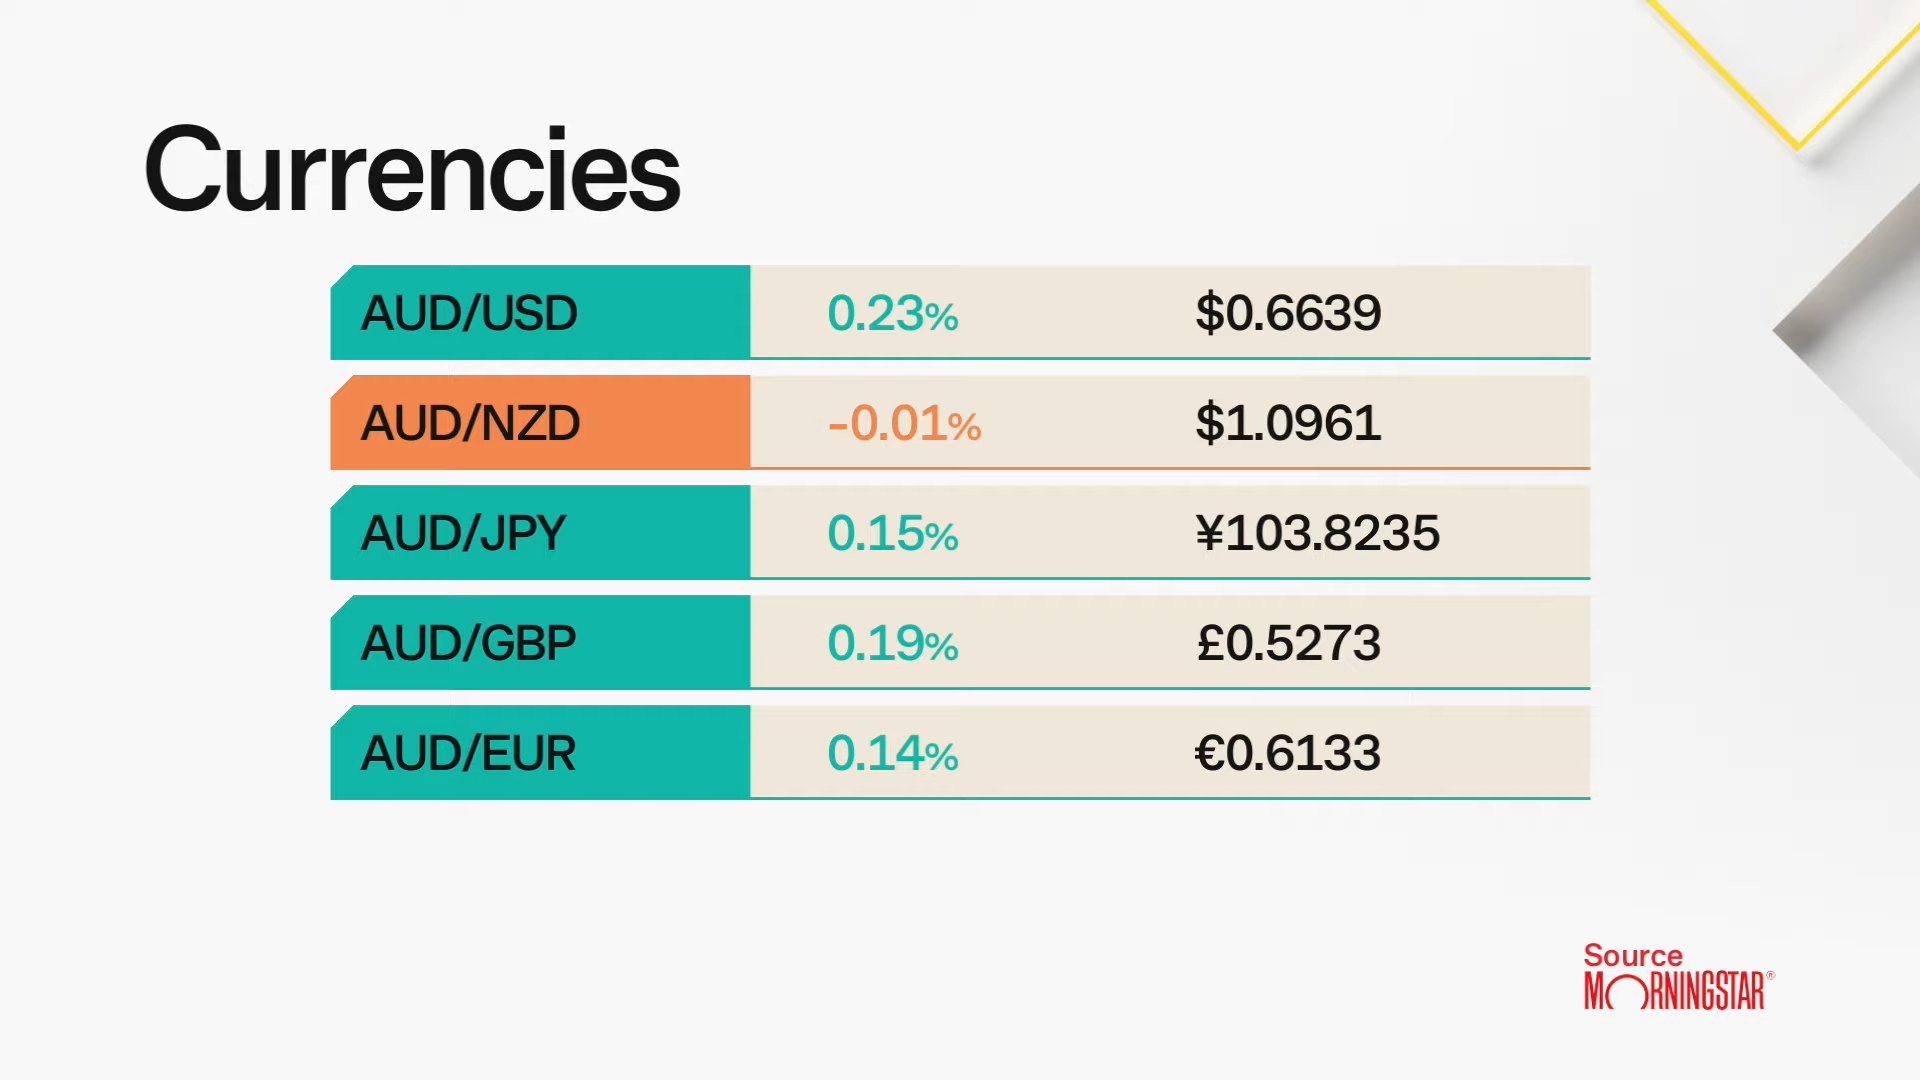 Currencies
AUD/USD 0.23% $0.6639
AUD/NZD -0.01% $1.0961
AUD/JPY 0.15% ¥103.8235
AUD/GBP 0.19% £0.5273
AUD/EUR 0.14% €0.6133
Source
MORNINGSTAR®